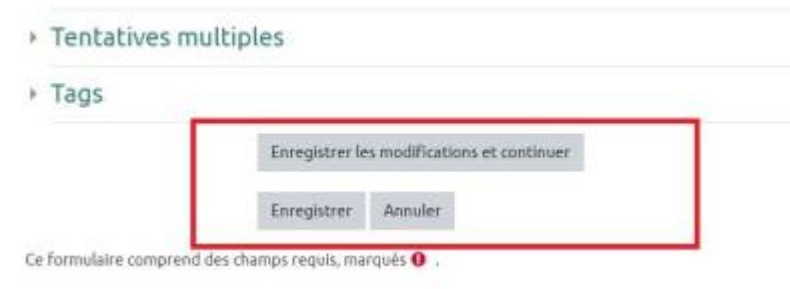 Tentatives multiples
Tags
Enregistrer les modifications et continuer
Enregistrer Annuler
Ce formulaire comprend des champs requis, marqués .